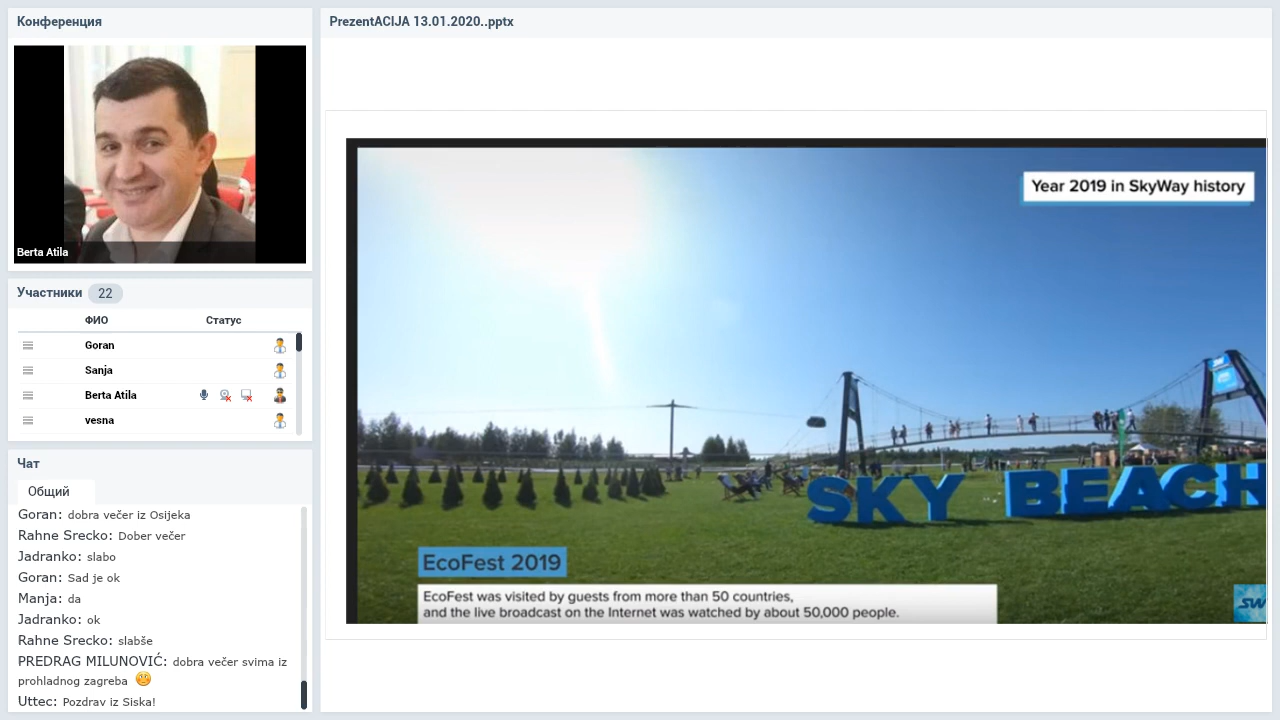 Конференция
Berta Atila
Участники 22
ФИО Статус
Goran
Sanja
Berta Atila
vesna
Чат
Общий
Goran: dobra večer iz Osijeka
Rahne Srecko: Dober večer
Jadranko: slabo
Goran: Sad je ok
Manja: da
Jadranko: ok
Rahne Srecko: slabše
PREDRAG MILUNOVIĆ: dobra večer svima iz
prohladnog zagreba
Uttec: Pozdrav iz Siska!
PrezentACIJA 13.01.2020..pptx
Year 2019 in SkyWay history
SKY BEACH
EcoFest 2019
EcoFest was visited by guests from more than 50 countries,
and the live broadcast on the Internet was watched by about 50,000 people.
SW